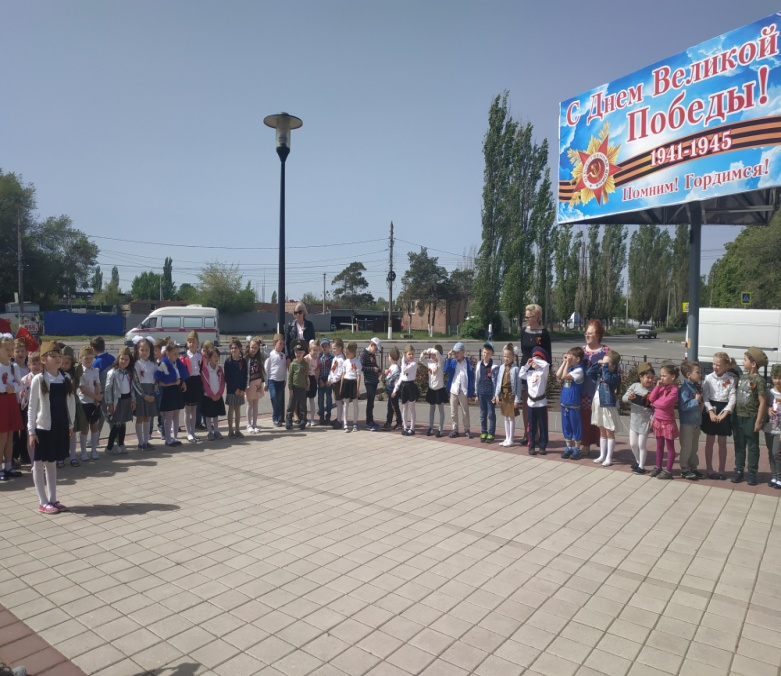 С Днем Великой
Победы!
1941-1945
Помним! Гордимся!